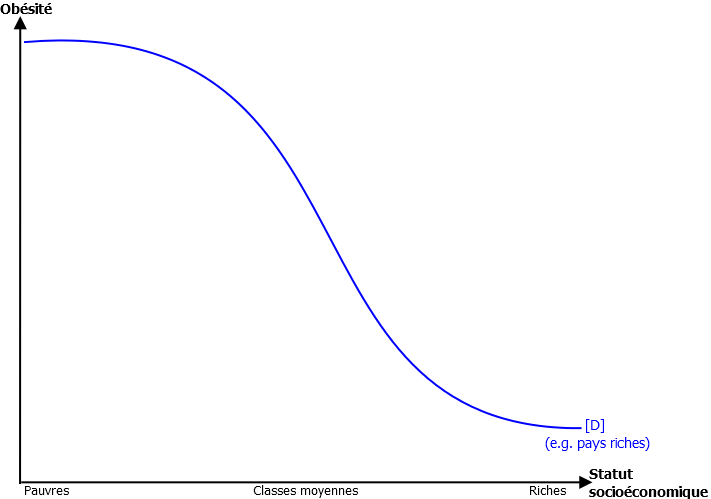 Obésité
[D]
(e.g. pays riches)
Statut
socioéconomique
Pauvres
Classes moyennes
Riches